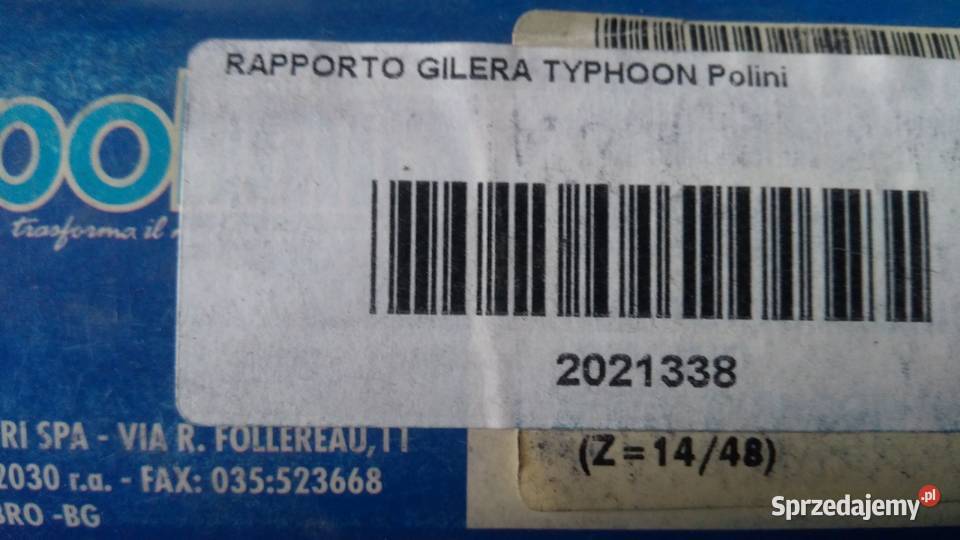 RAPPORTO GILERA TYPHOON Polini
trasforma il
2021338
RI SPA - VIA R. FOLLEREAU, 11
2030 r.a. - FAX: 035:523668
BRO -BG
(Z=14/48)
Sprzedajemy.pl